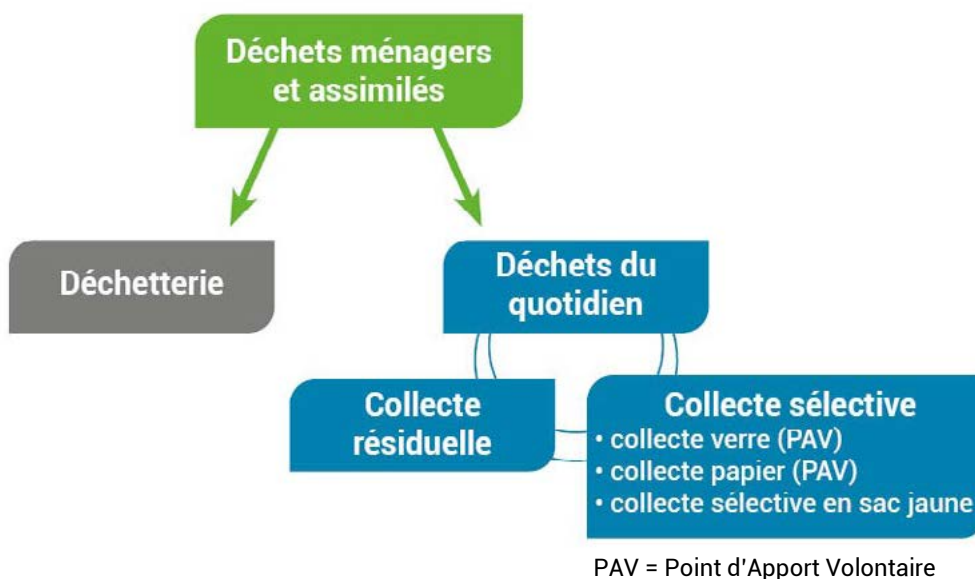 Déchets ménagers
et assimilés
Déchetterie
Déchets du
quotidien
Collecte
résiduelle
Collecte sélective
• collecte verre (PAV)
• collecte papier (PAV)
• collecte sélective en sac jaune
PAV = Point d'Apport Volontaire